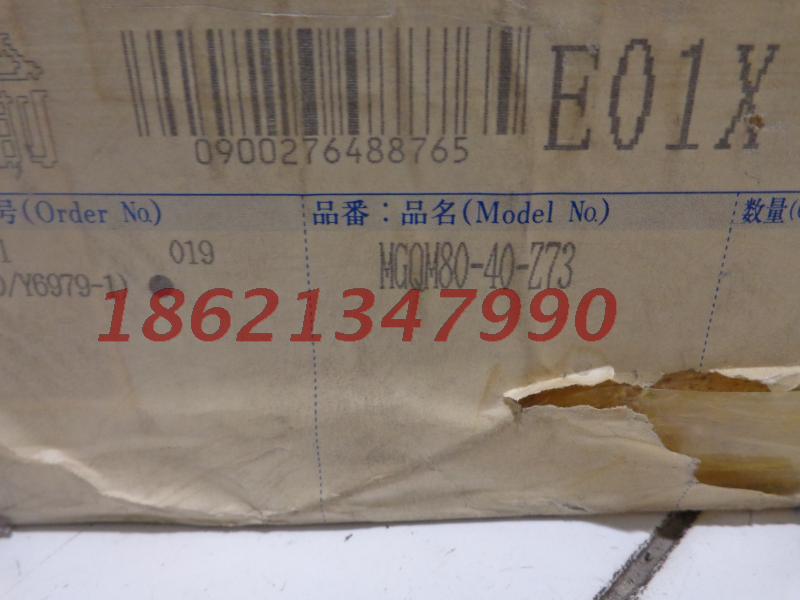 E01X
0900276488765
号(Order No.)
品番：品名(Model No.)
数量(
1
019
MGQM80-40-Z73
)/Y6979-1)
18621347990